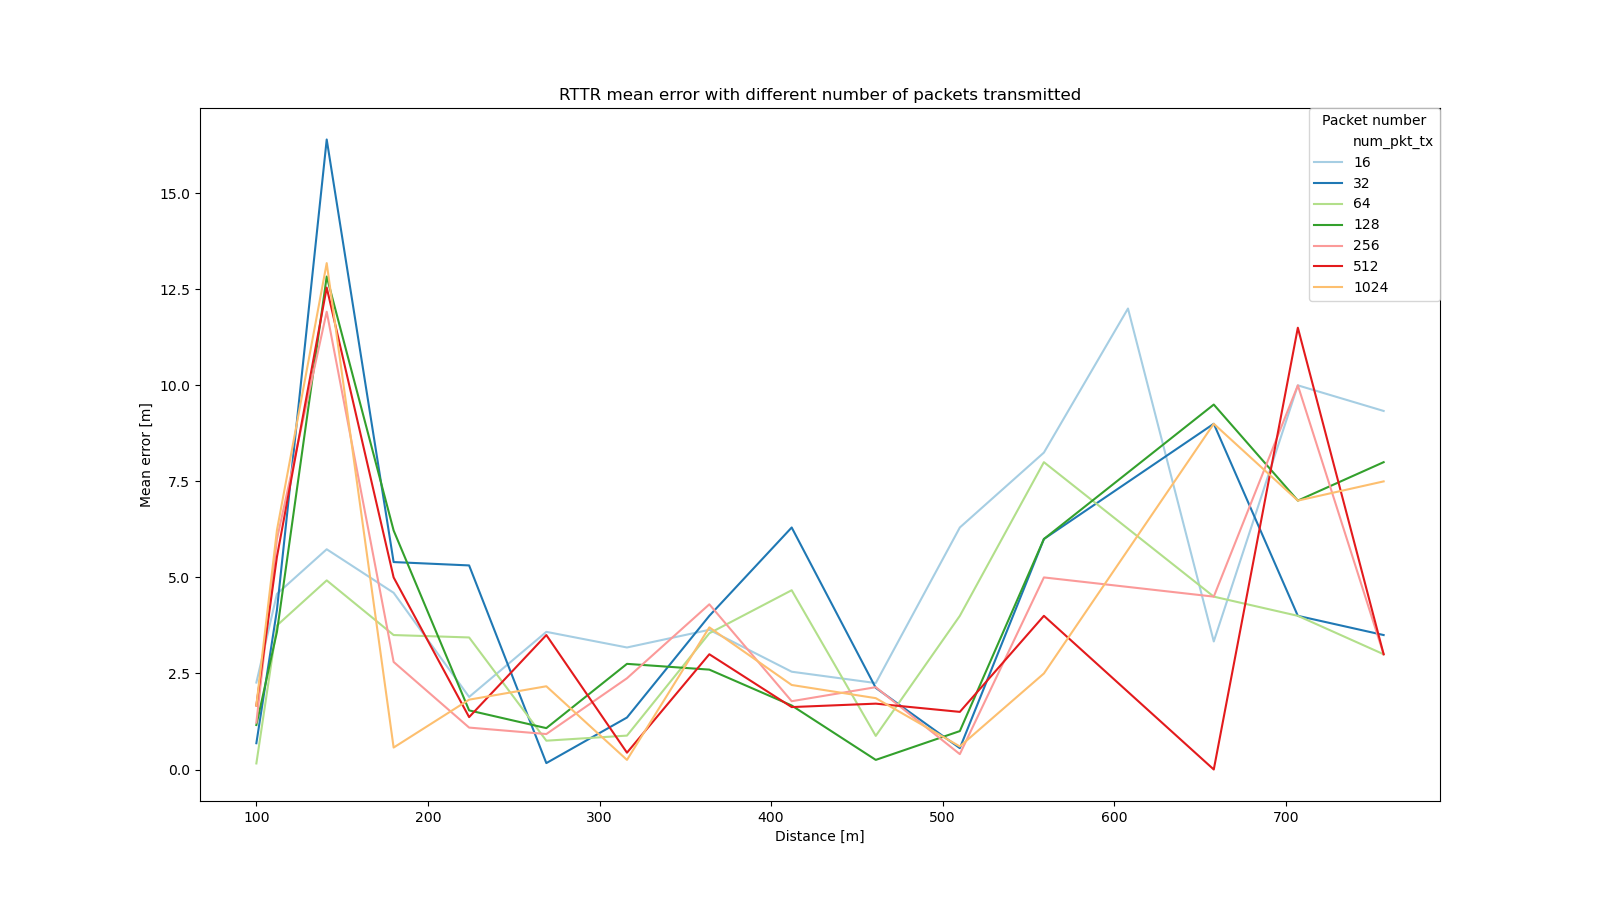 RTTR mean error with different number of packets transmitted
Packet number
num_pkt_tx
16
32
64
128
256
512
1024
15.0
12.5
10.0
7.5
5.0
2.5
0.0
Mean error [m]
100 200 300 400 500 600 700
Distance [m]